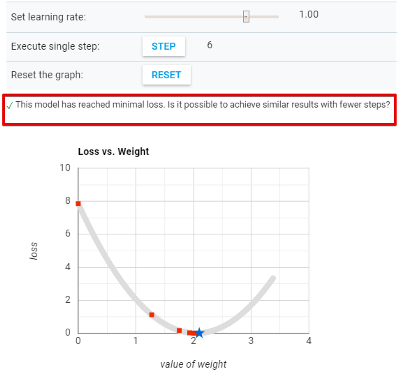 Set learning rate: 1.00
Execute single step: STEP 6
Reset the graph: RESET
✓ This model has reached minimal loss. Is it possible to achieve similar results with fewer steps?
Loss vs. Weight
10
8
6
4
2
0
loss
0 1 2 3 4
value of weight